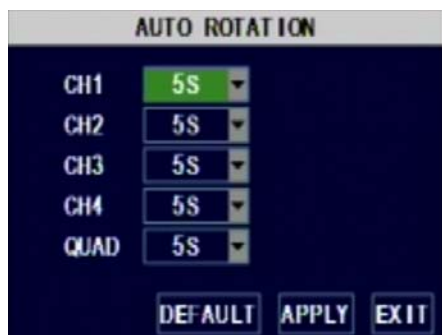 AUTO ROTATION
CH1 5S
CH2 5S
CH3 5S
CH4 5S
QUAD 5S
DEFAULT APPLY EXIT